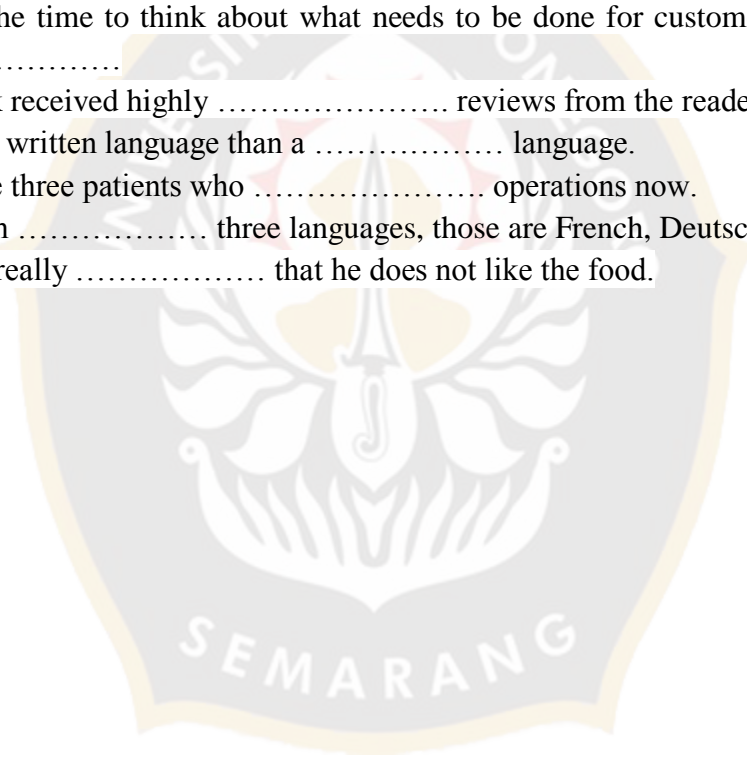 he time to think about what needs to be done for custom
…………
k received highly …………………. reviews from the reade
written language than a ……………… language.
e three patients who …………………. operations now.
n ……………… three languages, those are French, Deutsc
really ……………… that he does not like the food.
SEMARANG